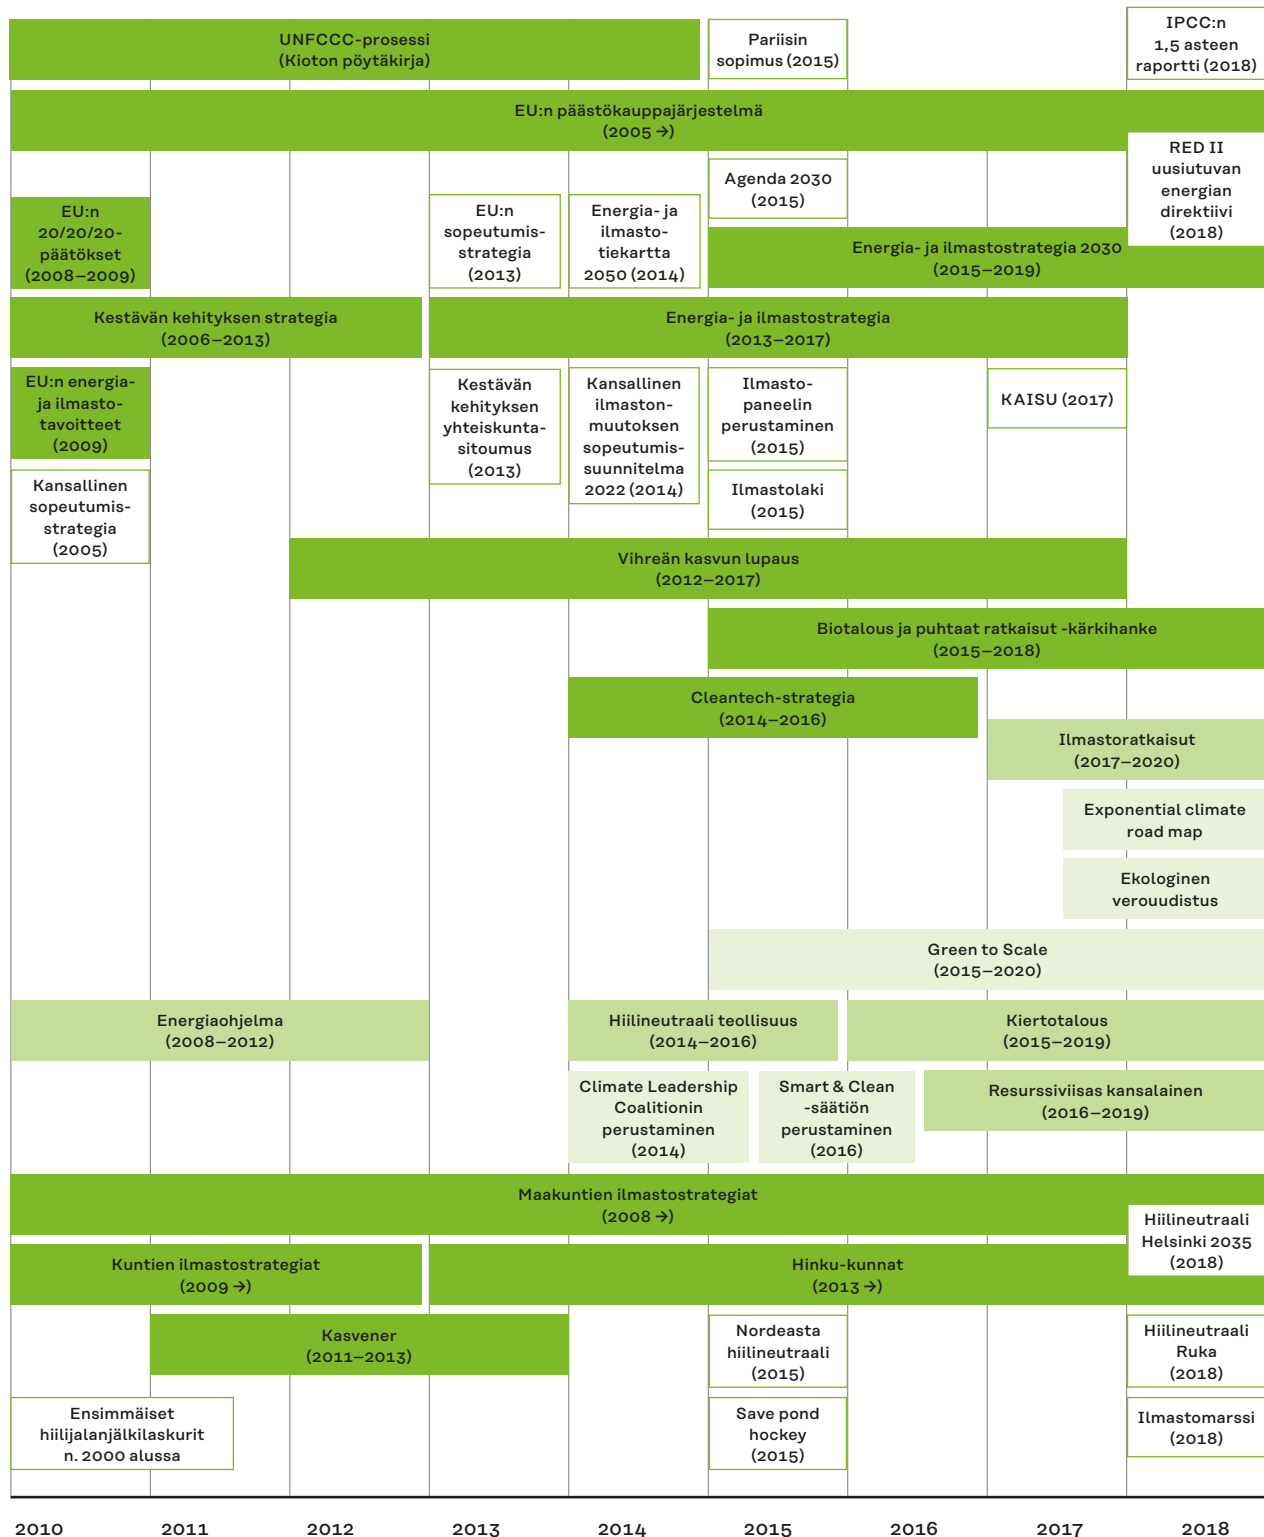 UNFCCC-prosessi
(Kioton pöytäkirja)
Pariisin
sopimus (2015)
IPCC:n
1,5 asteen
raportti (2018)
EU:n päästökauppajärjestelmä
(2005 →)
RED II
uusiutuvan
energian
direktiivi
(2018)
Agenda 2030
(2015)
EU:n
20/20/20-
päätökset
(2008–2009)
EU:n
sopeutumis-
strategia
(2013)
Energia- ja
ilmasto-
tiekartta
2050 (2014)
Energia- ja ilmastostrategia 2030
(2015–2019)
Kestävän kehityksen strategia
(2006–2013)
Energia- ja ilmastostrategia
(2013–2017)
EU:n energia-
ja ilmasto-
tavoitteet
(2009)
Kestävän
kehityksen
yhteiskunta-
sitoumus
(2013)
Kansallinen
ilmaston-
muutoksen
sopeutumis-
suunnitelma
2022 (2014)
Ilmasto-
paneelin
perustaminen
(2015)
KAISU (2017)
Kansallinen
sopeutumis-
strategia
(2005)
Ilmastolaki
(2015)
Vihreän kasvun lupaus
(2012–2017)
Biotalous ja puhtaat ratkaisut -kärkihanke
(2015–2018)
Cleantech-strategia
(2014–2016)
Ilmastoratkaisut
(2017–2020)
Exponential climate
road map
Ekologinen
verouudistus
Green to Scale
(2015–2020)
Energiaohjelma
(2008–2012)
Hiilineutraali teollisuus
(2014–2016)
Kiertotalous
(2015–2019)
Climate Leadership
Coalitionin
perustaminen
(2014)
Smart & Clean
-säätiön
perustaminen
(2016)
Resurssiviisas kansalainen
(2016–2019)
Maakuntien ilmastostrategiat
(2008 →)
Hiilineutraali
Helsinki 2035
(2018)
Kuntien ilmastostrategiat
(2009 →)
Hinku-kunnat
(2013 →)
Kasvener
(2011–2013)
Nordeasta
hiilineutraali
(2015)
Hiilineutraali
Ruka
(2018)
Ensimmäiset
hiilijalanjälkilaskurit
n. 2000 alussa
Save pond
hockey
(2015)
Ilmastomarssi
(2018)
2010 2011 2012 2013 2014 2015 2016 2017 2018